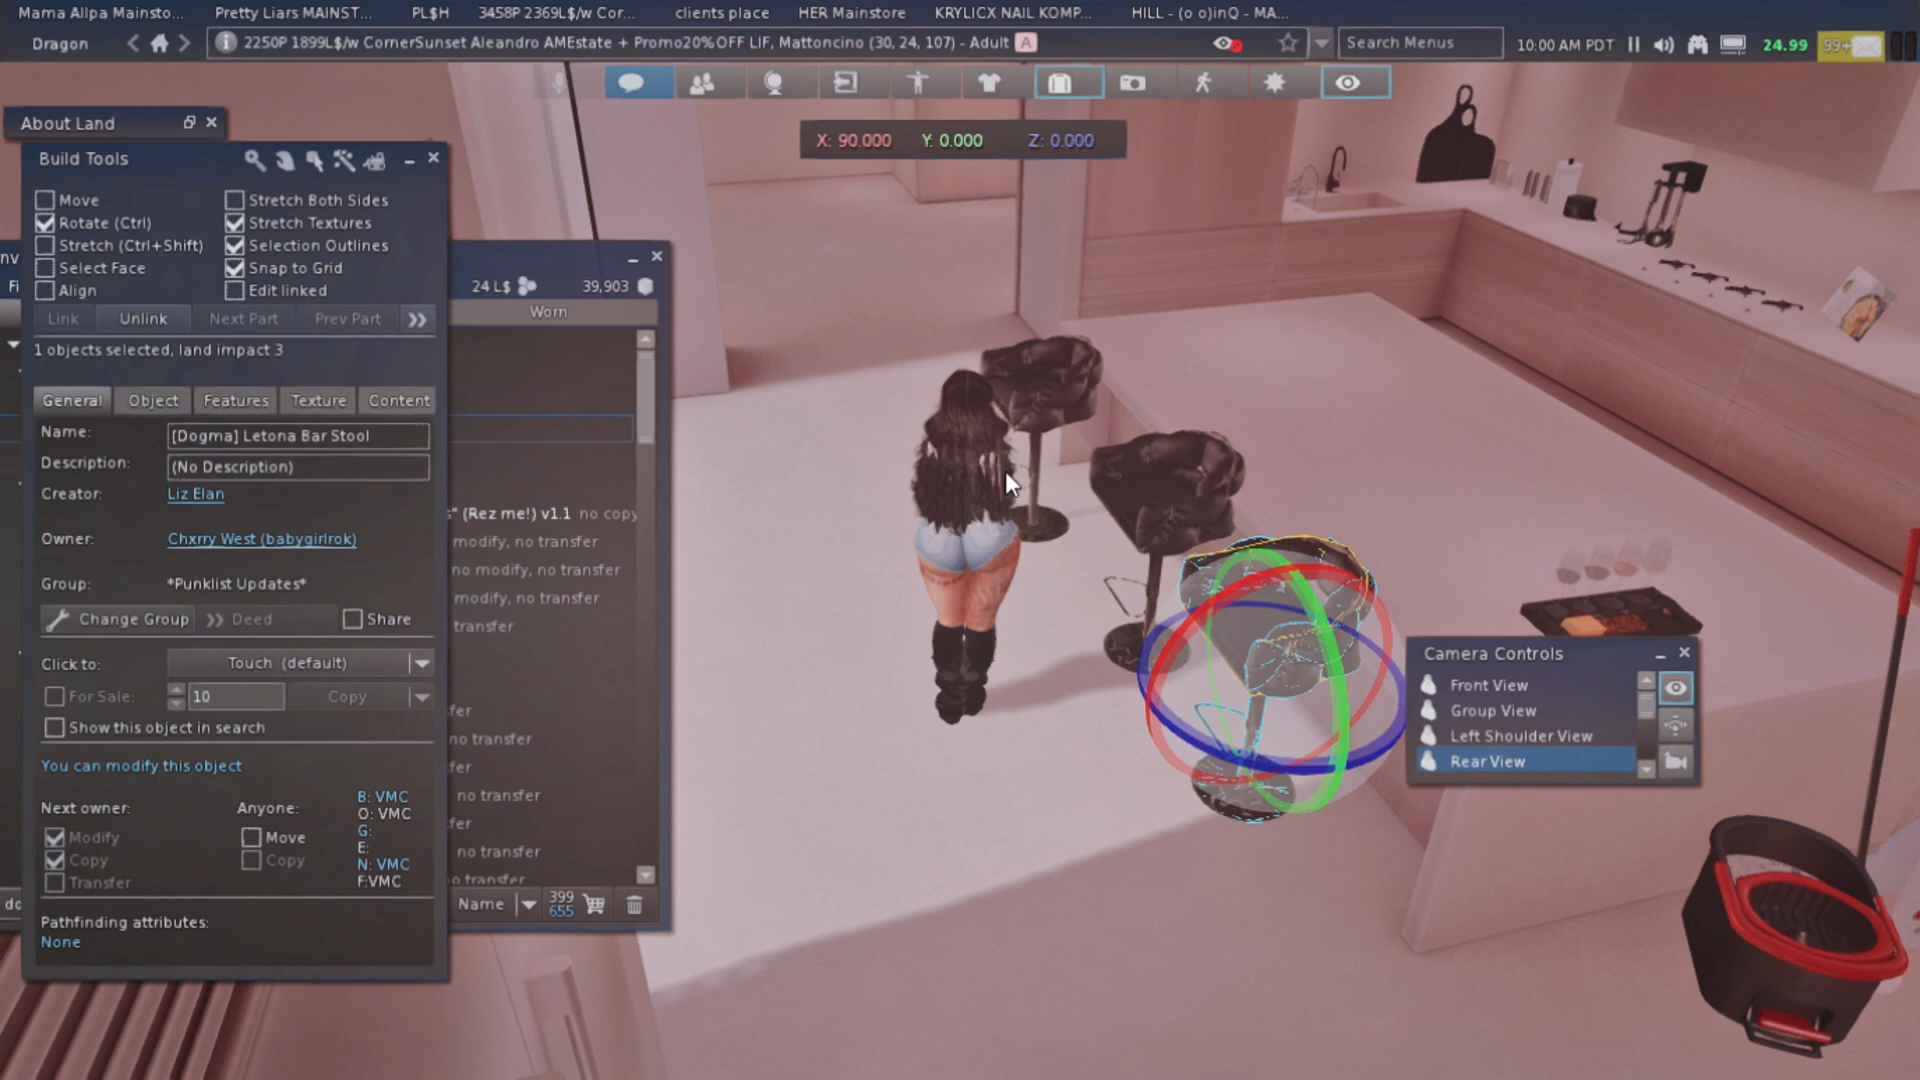 Mama Allpa Mainsto...
Pretty Liars MAINST...
PL$H
3458P 2369L$/w Cor...
clients place
HER Mainstore
KRYLICX NAIL KOMP...
HILL - (o o)inQ - MA...
Dragon
2250P 1899L$/w CornerSunset Aleandro AMEstate + Promo20%OFF LIF, Mattoncino (30, 24, 107) - Adult
A
Search Menus
10:00 AM PDT
24.99
99+
X: 90.000
Y: 0.000
Z: 0.000
About Land
Build Tools
Move
Stretch Both Sides
Rotate (Ctrl)
Stretch Textures
Stretch (Ctrl+Shift)
Selection Outlines
Select Face
Snap to Grid
Align
Edit linked
Link
Unlink
Next Part
Prev Part
1 objects selected, land impact 3
General
Object
Features
Texture
Content
Name:
[Dogma] Letona Bar Stool
Description:
(No Description)
Creator:
Liz Elan
Owner:
Chxrry West (babygirlrok)
Group:
*Punklist Updates*
Change Group
Deed
Share
Click to:
Touch (default)
For Sale:
10
Copy
Show this object in search
You can modify this object
Next owner:
Anyone:
B: VMC
O: VMC
G:
E:
N: VMC
F:VMC
Modify
Move
Copy
Copy
Transfer
Pathfinding attributes:
None
24 L$
39,903
Worn
s" (Rez me!) v1.1 no copy
modify, no transfer
no modify, no transfer
modify, no transfer
transfer
fer
no transfer
fer
no transfer
fer
no transfer
o transfer
Name
399
655
Camera Controls
Front View
Group View
Left Shoulder View
Rear View